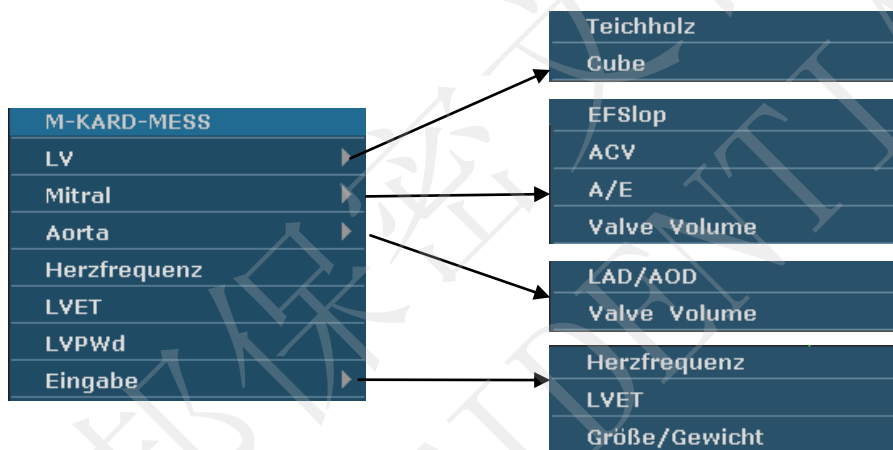 M-KARD-MESS
LV
Mitral
Aorta
Herzfrequenz
LVET
LVPWd
Eingabe
Teichholz
Cube
EFSlop
ACV
A/E
Valve Volume
LAD/AOD
Valve Volume
Herzfrequenz
LVET
Größe/Gewicht